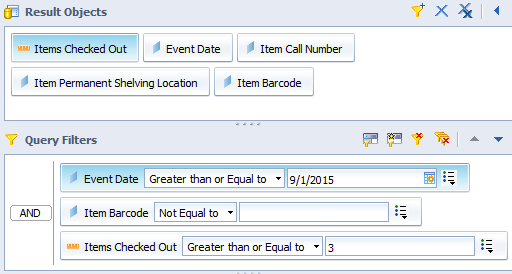 Result Objects
Items Checked Out Event Date Item Call Number
Item Permanent Shelving Location Item Barcode
Query Filters
Event Date Greater than or Equal to 9/1/2015
AND Item Barcode Not Equal to
Items Checked Out Greater than or Equal to 3